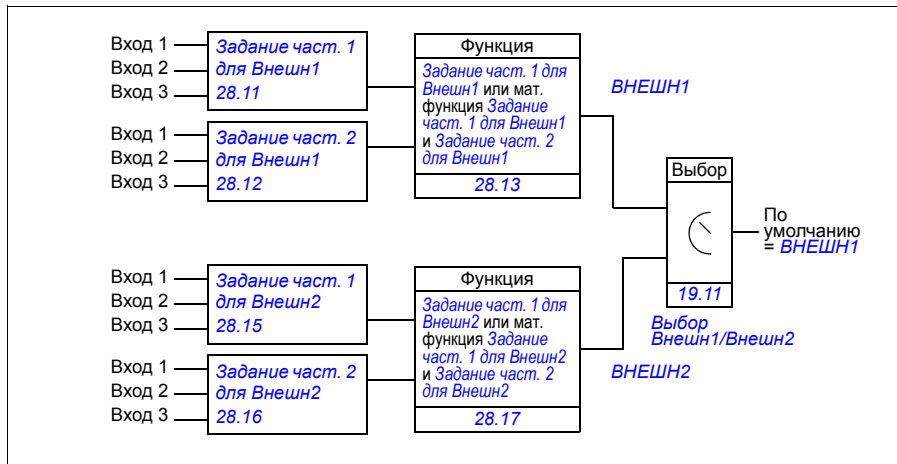 Вход 1
Вход 2
Вход 3
Задание част. 1
для Внешн1
28.11
Вход 1
Вход 2
Вход 3
Задание част. 2
для Внешн1
28.12
Функция
Задание част. 1 для
Внешн1 или мат.
функция Задание
част. 1 для Внешн1
и Задание част. 2
для Внешн1
28.13
ВНЕШН1
Выбор
19.11
Выбор
Внешн1/Внешн2
По
умолчанию
= ВНЕШН1
Вход 1
Вход 2
Вход 3
Задание част. 1
для Внешн2
28.15
Вход 1
Вход 2
Вход 3
Задание част. 2
для Внешн2
28.16
Функция
Задание част. 1 для
Внешн2 или мат.
функция Задание
част. 1 для Внешн2
и Задание част. 2
для Внешн2
28.17
ВНЕШН2